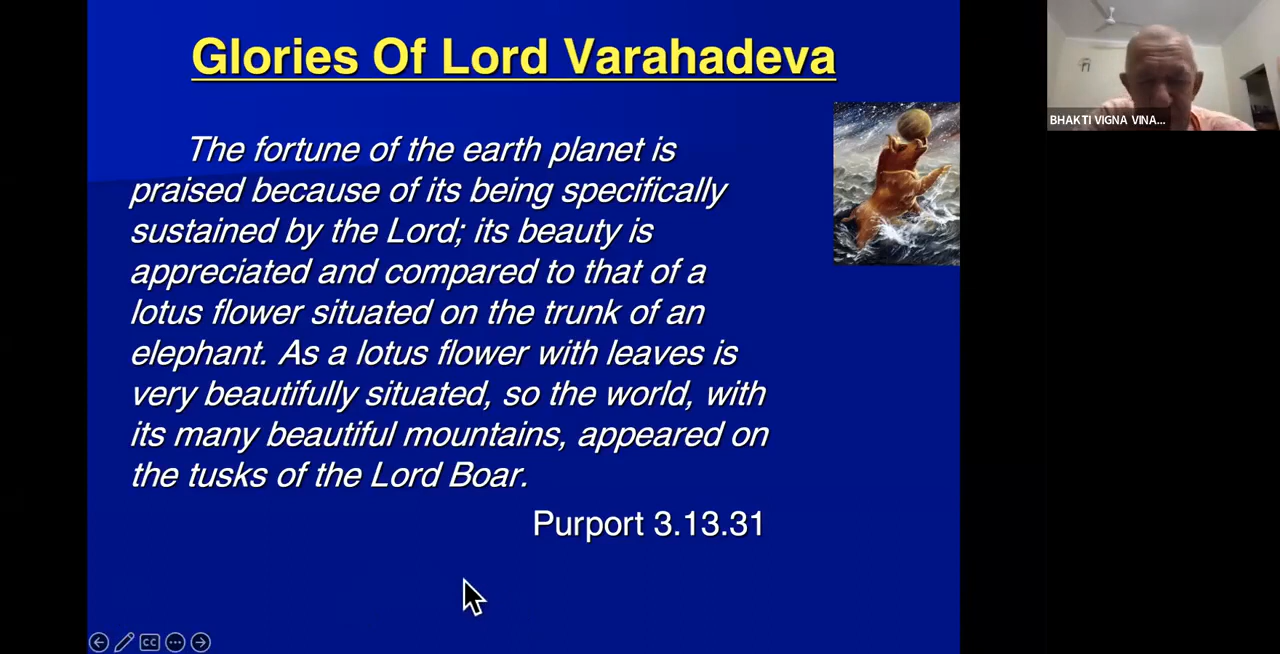 Glories Of Lord Varahadeva
The fortune of the earth planet is
praised because of its being specifically
sustained by the Lord; its beauty is
appreciated and compared to that of a
lotus flower situated on the trunk of an
elephant. As a lotus flower with leaves is
very beautifully situated, so the world, with
its many beautiful mountains, appeared on
the tusks of the Lord Boar.
Purport 3.13.31
BHAKTI VIGNA VINA...
CC